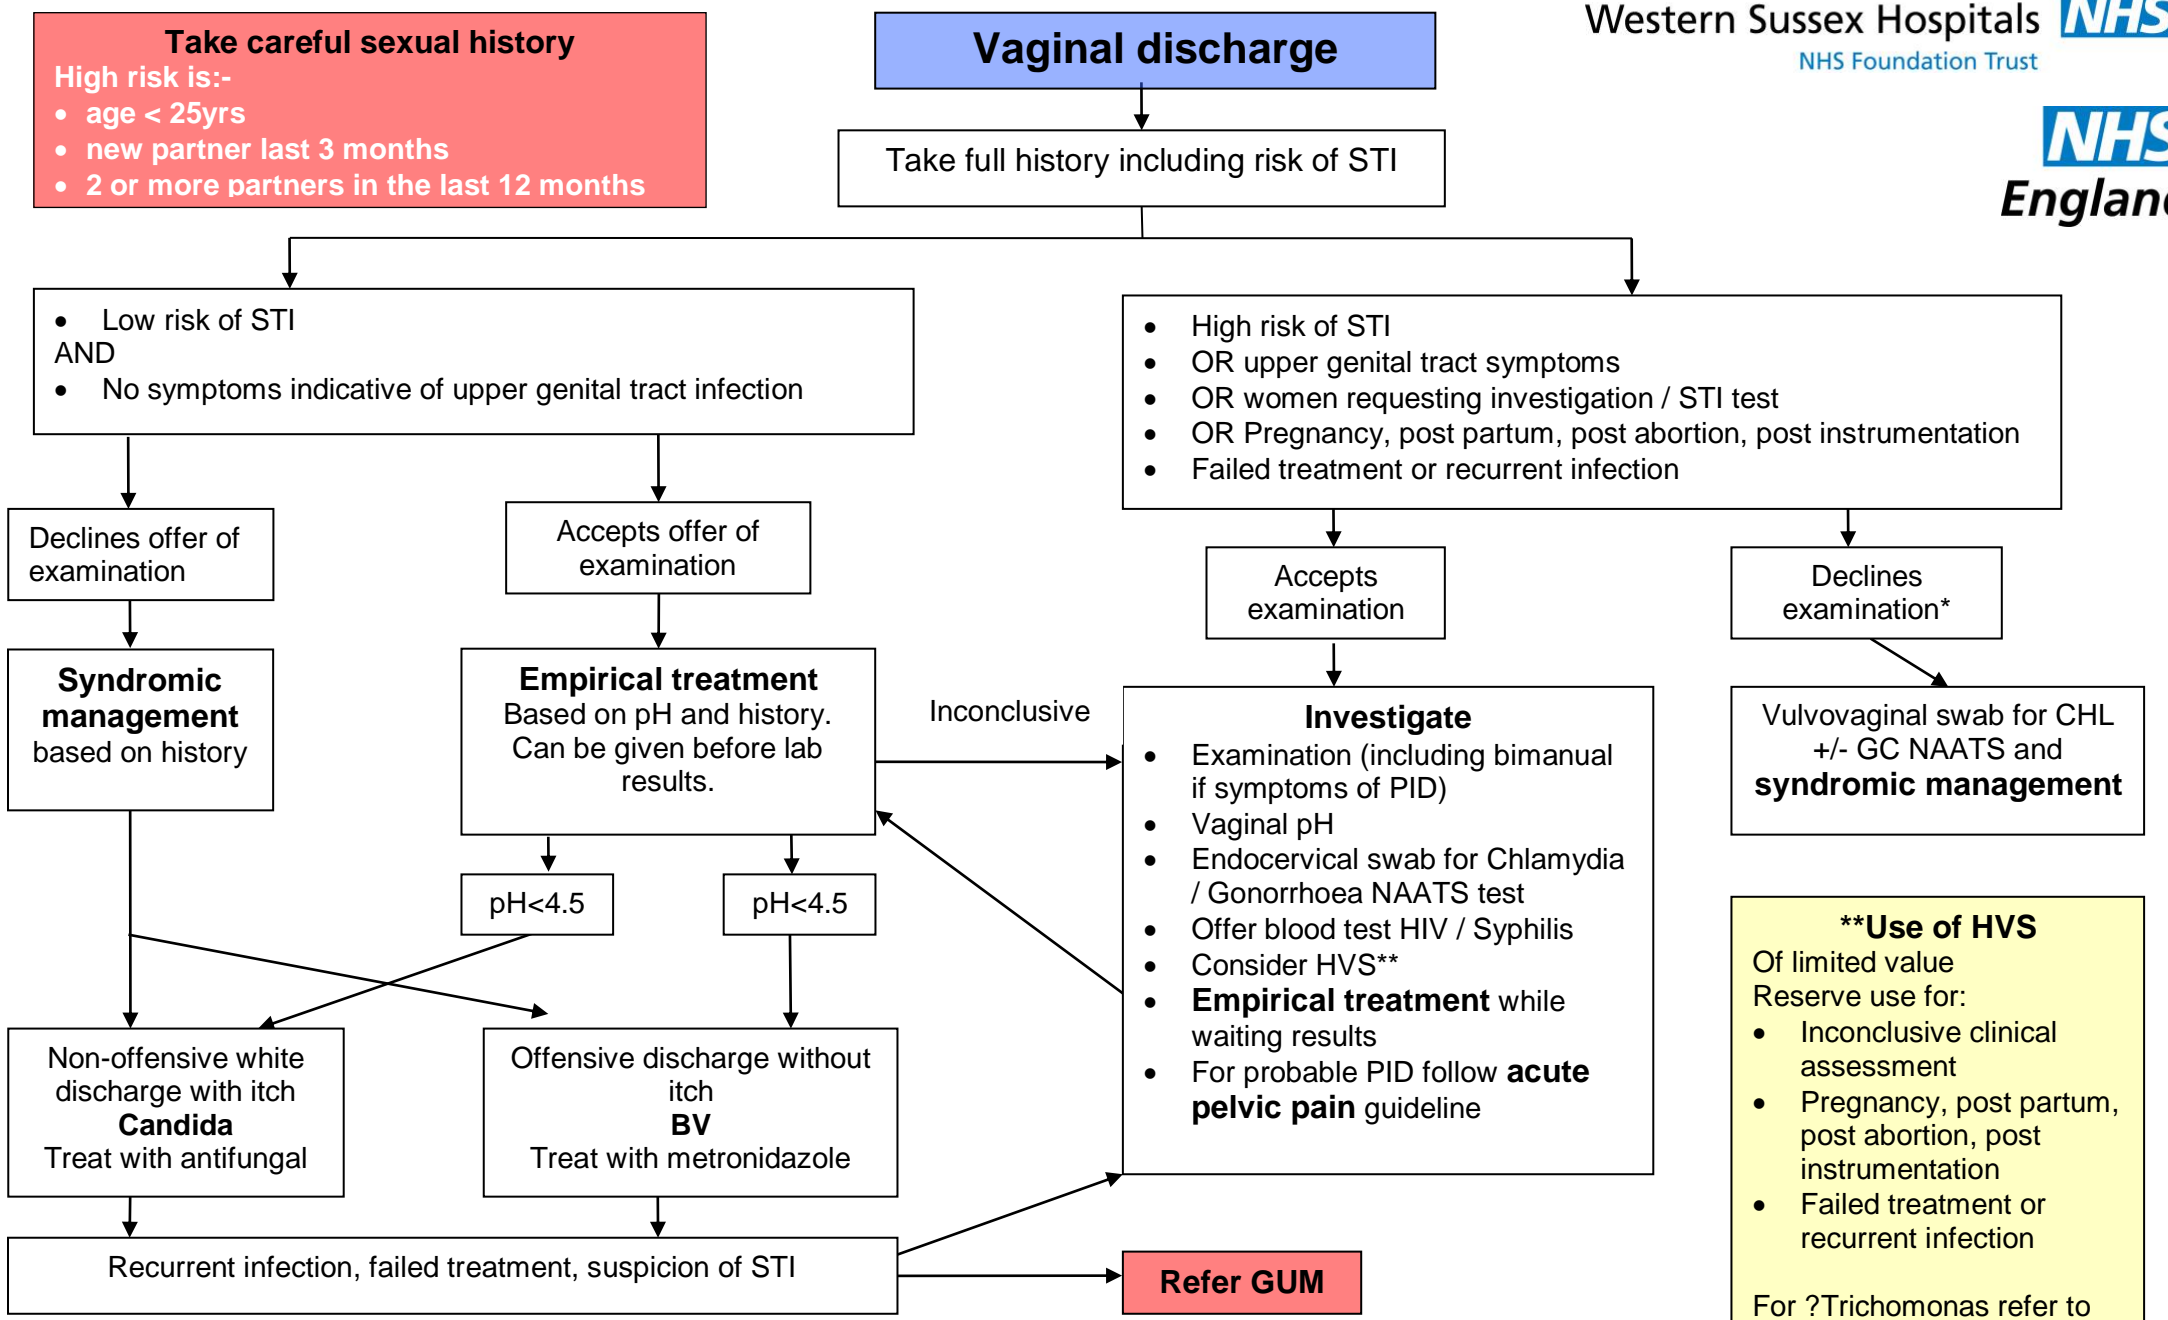 Take careful sexual history
High risk is:-
• age < 25yrs
• new partner last 3 months
• 2 or more partners in the last 12 months
Vaginal discharge
Western Sussex Hospitals NHS
NHS Foundation Trust
NHS
Take full history including risk of STI
• Low risk of STI
AND
• No symptoms indicative of upper genital tract infection
• High risk of STI
• OR upper genital tract symptoms
• OR women requesting investigation / STI test
• OR Pregnancy, post partum, post abortion, post instrumentation
• Failed treatment or recurrent infection
Declines offer of
examination
Accepts offer of
examination
Accepts
examination
Declines
examination*
Syndromic
management
based on history
Empirical treatment
Based on pH and history.
Can be given before lab
results.
Inconclusive
Investigate
• Examination (including bimanual
if symptoms of PID)
• Vaginal pH
• Endocervical swab for Chlamydia
/ Gonorrhoea NAATS test
• Offer blood test HIV / Syphilis
• Consider HVS**
• Empirical treatment while
waiting results
• For probable PID follow acute
pelvic pain guideline
Vulvovaginal swab for CHL
+/- GC NAATS and
syndromic management
pH<4.5
pH<4.5
Non-offensive white
discharge with itch
Candida
Treat with antifungal
Offensive discharge without
itch
BV
Treat with metronidazole
**Use of HVS
Of limited value
Reserve use for:
• Inconclusive clinical
assessment
• Pregnancy, post partum,
post abortion, post
instrumentation
• Failed treatment or
recurrent infection
For ?Trichomonas refer to
Recurrent infection, failed treatment, suspicion of STI
Refer GUM